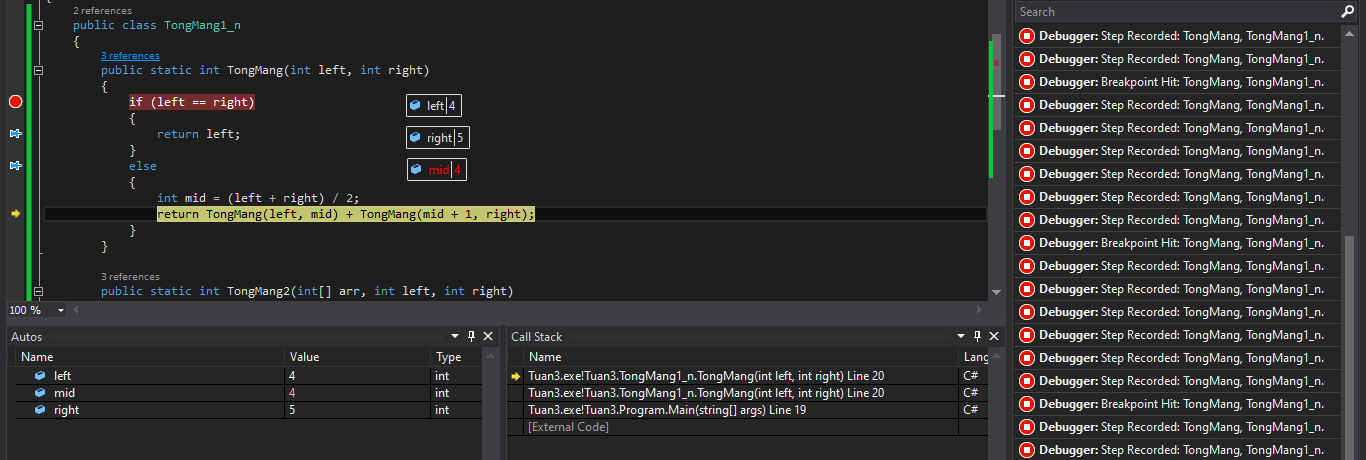 {
2 references
public class TongMang1_n
{
3 references
public static int TongMang(int left, int right)
{
if (left == right)
{
return left;
}
else
{
int mid = (left + right) / 2;
return TongMang(left, mid) + TongMang(mid + 1, right);
}
}
3 references
public static int TongMang2(int[] arr, int left, int right)
left 4
right 5
mid 4
100 %
Autos
Name Value Type
left 4 int
mid 4 int
right 5 int
Call Stack
Name Lang
Tuan3.exe!Tuan3.TongMang1_n.TongMang(int left, int right) Line 20 C#
Tuan3.exe!Tuan3.TongMang1_n.TongMang(int left, int right) Line 20 C#
Tuan3.exe!Tuan3.Program.Main(string[] args) Line 19 C#
[External Code]
Search
Debugger: Step Recorded: TongMang, TongMang1_n.
Debugger: Step Recorded: TongMang, TongMang1_n.
Debugger: Breakpoint Hit: TongMang, TongMang1_n.
Debugger: Step Recorded: TongMang, TongMang1_n.
Debugger: Step Recorded: TongMang, TongMang1_n.
Debugger: Step Recorded: TongMang, TongMang1_n.
Debugger: Step Recorded: TongMang, TongMang1_n.
Debugger: Step Recorded: TongMang, TongMang1_n.
Debugger: Step Recorded: TongMang, TongMang1_n.
Debugger: Breakpoint Hit: TongMang, TongMang1_n.
Debugger: Step Recorded: TongMang, TongMang1_n.
Debugger: Step Recorded: TongMang, TongMang1_n.
Debugger: Step Recorded: TongMang, TongMang1_n.
Debugger: Step Recorded: TongMang, TongMang1_n.
Debugger: Step Recorded: TongMang, TongMang1_n.
Debugger: Step Recorded: TongMang, TongMang1_n.
Debugger: Breakpoint Hit: TongMang, TongMang1_n.
Debugger: Step Recorded: TongMang, TongMang1_n.
Debugger: Step Recorded: TongMang, TongMang1_n.